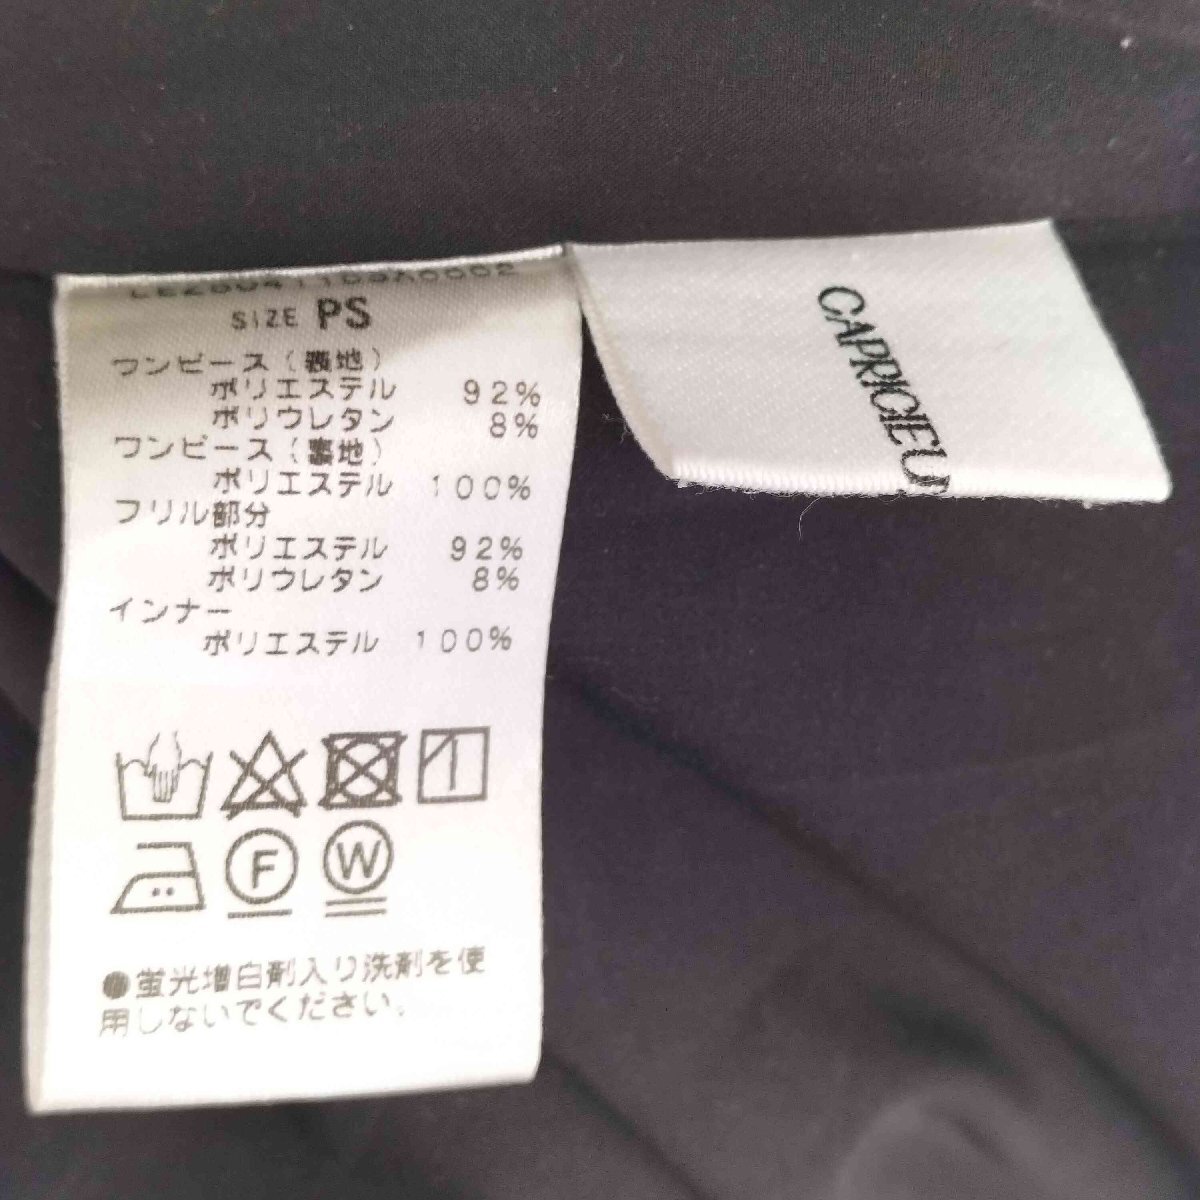 SIZE PS
ワンピース(表地)
ポリエステル 92%
ポリウレタン 8%
ワンピース(裏地)
ポリエステル 100%
フリル部分
ポリエステル 92%
ポリウレタン 8%
インナー
ポリエステル 100%
F
W
●蛍光増白剤入り洗剤を使
用しないでください。
CAPRICIEU